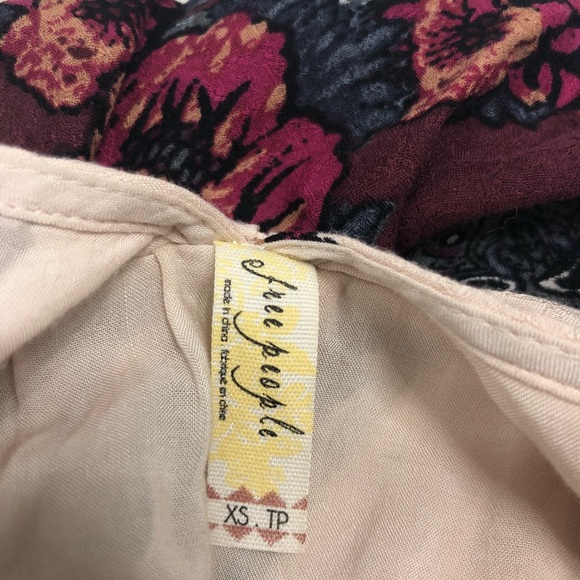 free people
made in china . fabriqué en chine
XS . TP